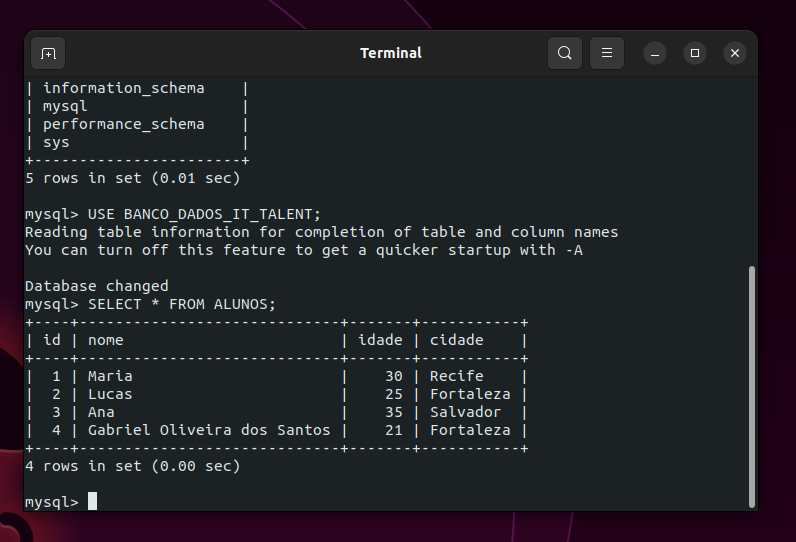 Terminal
| information_schema    |
| mysql                 |
| performance_schema    |
| sys                   |
+-----------------------+
5 rows in set (0.01 sec)
mysql> USE BANCO_DADOS_IT_TALENT;
Reading table information for completion of table and column names
You can turn off this feature to get a quicker startup with -A
Database changed
mysql> SELECT * FROM ALUNOS;
+----+-----------------------------+-------+-----------+
| id | nome                        | idade | cidade    |
+----+-----------------------------+-------+-----------+
|  1 | Maria                       |    30 | Recife    |
|  2 | Lucas                       |    25 | Fortaleza |
|  3 | Ana                         |    35 | Salvador  |
|  4 | Gabriel Oliveira dos Santos |    21 | Fortaleza |
+----+-----------------------------+-------+-----------+
4 rows in set (0.00 sec)
mysql>